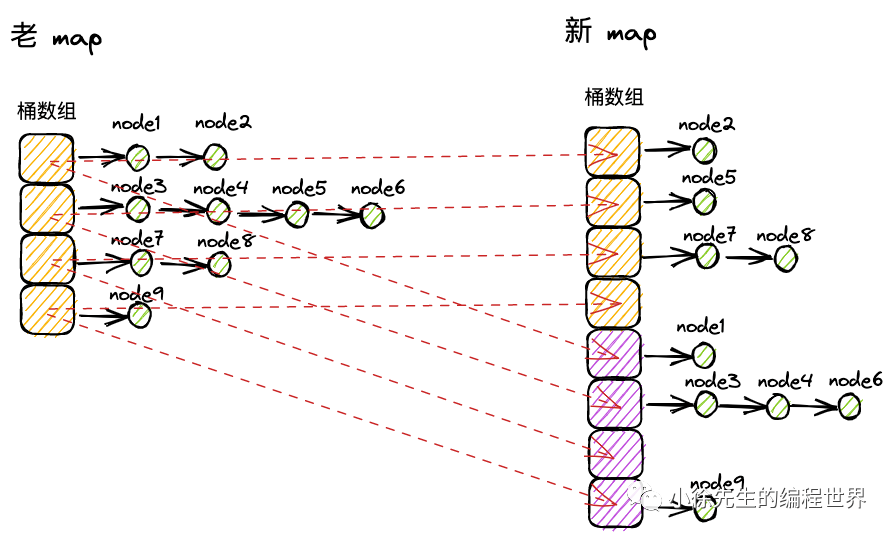 老 map
桶数组
node1 node2
node3 node4 node5 node6
node7 node8
node9
新 map
桶数组
node2
node5
node7 node8
node1
node3 node4 node6
node9
小徐先生的编程世界